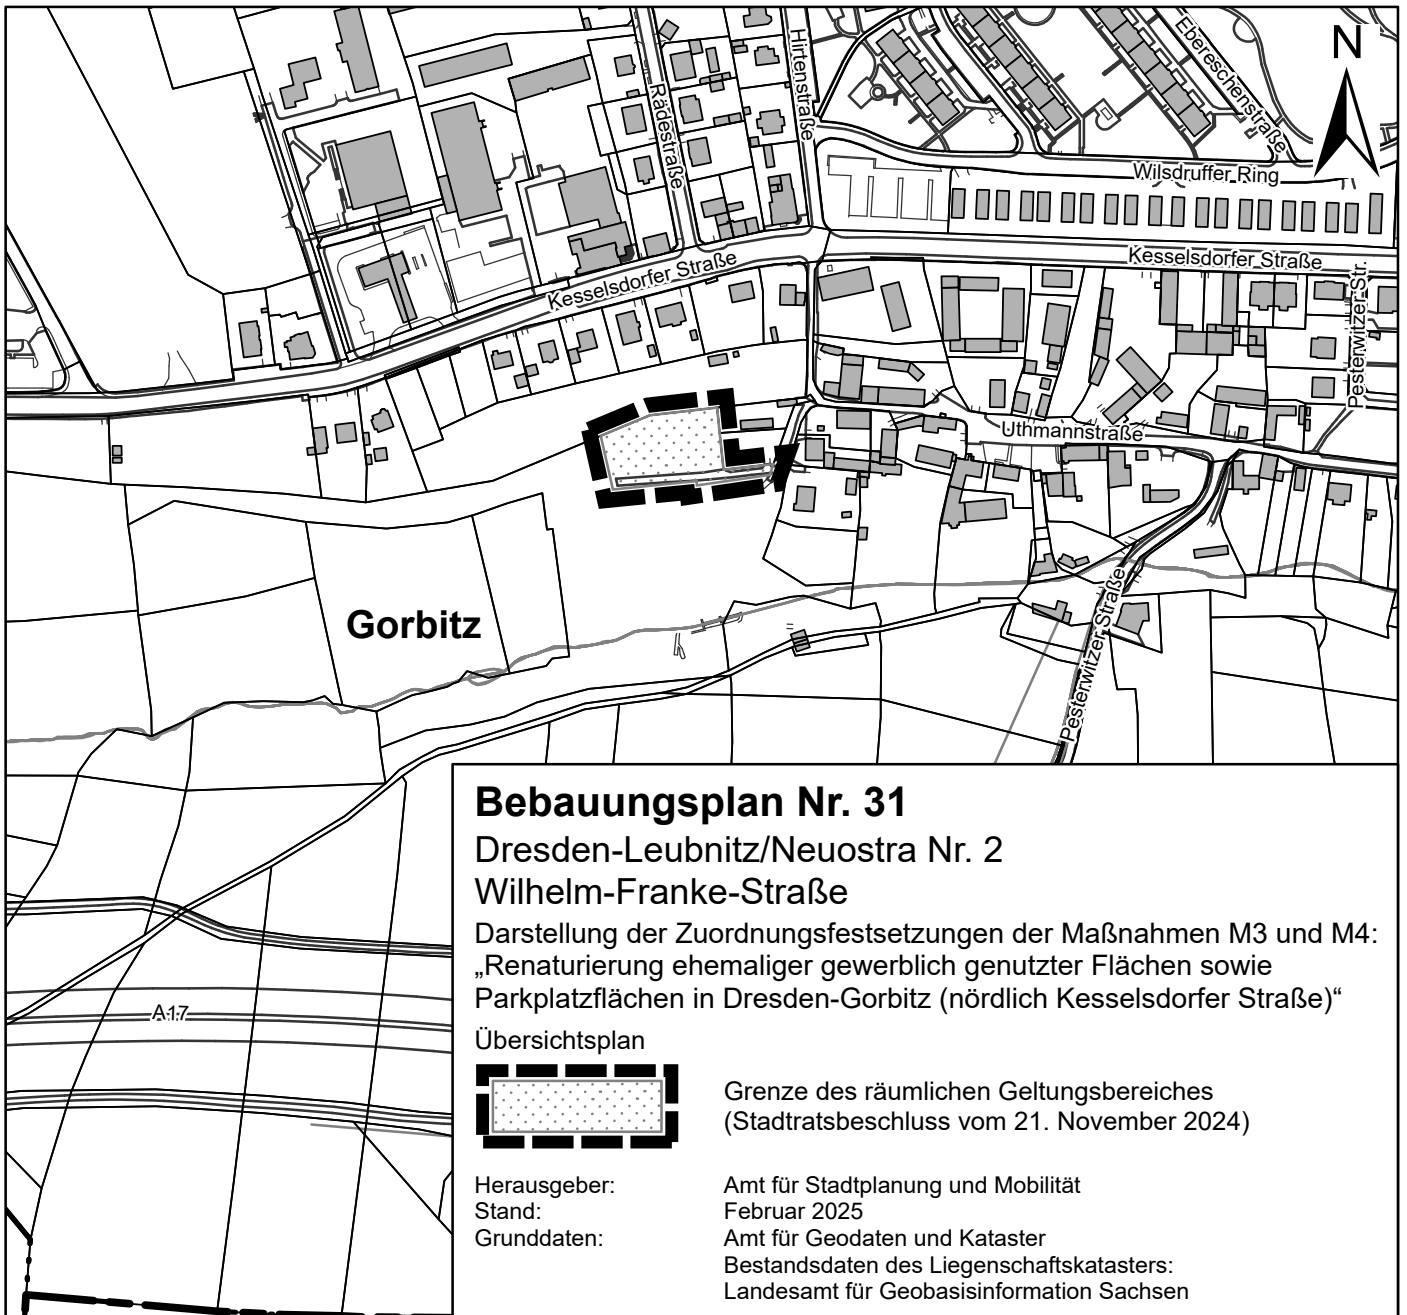 Hirtenstraße
Ebereschenstraße
N
Rädestraße
Wilsdruffer Ring
Kesselsdorfer Straße
Kesselsdorfer Straße
Pesterwitzer Str.
Uthmannstraße
Gorbitz
Pesterwitzer Straße
A17
Bebauungsplan Nr. 31
Dresden-Leubnitz/Neuostra Nr. 2
Wilhelm-Franke-Straße
Darstellung der Zuordnungsfestsetzungen der Maßnahmen M3 und M4:
„Renaturierung ehemaliger gewerblich genutzter Flächen sowie
Parkplatzflächen in Dresden-Gorbitz (nördlich Kesselsdorfer Straße)“
Übersichtsplan
Grenze des räumlichen Geltungsbereiches
(Stadtratsbeschluss vom 21. November 2024)
Herausgeber: Amt für Stadtplanung und Mobilität
Stand: Februar 2025
Grunddaten: Amt für Geodaten und Kataster
Bestandsdaten des Liegenschaftskatasters:
Landesamt für Geobasisinformation Sachsen